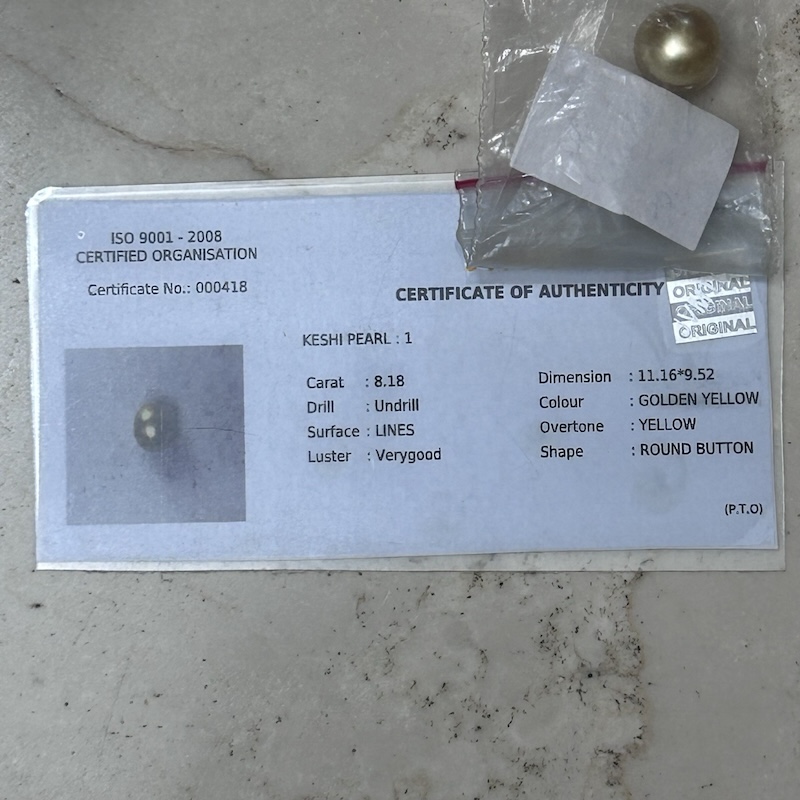 ISO 9001 - 2008
CERTIFIED ORGANISATION
Certificate No.: 000418
CERTIFICATE OF AUTHENTICITY
ORIGINAL
ORIGINAL
ORIGINAL
KESHI PEARL : 1
Carat : 8.18
Drill : Undrill
Surface : LINES
Luster : Verygood
Dimension : 11.16*9.52
Colour : GOLDEN YELLOW
Overtone : YELLOW
Shape : ROUND BUTTON
(P.T.O)